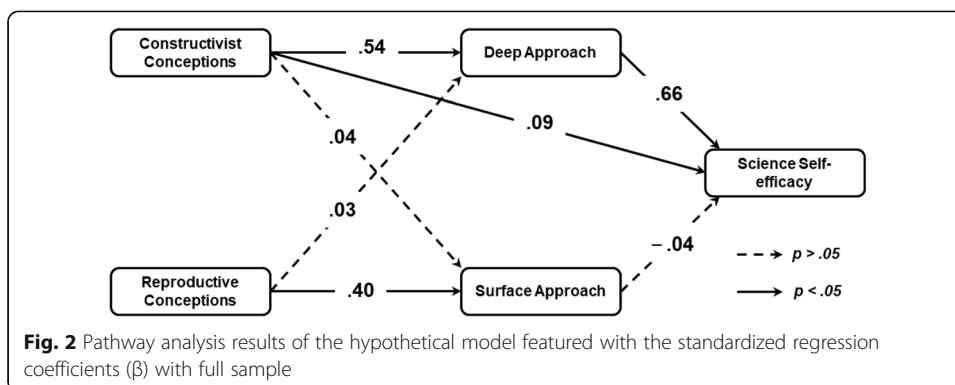 Constructivist
Conceptions
.54
Deep Approach
.66
.09
.04
Science Self-
efficacy
.03
– .04
p > .05
Reproductive
Conceptions
.40
Surface Approach
p < .05
Fig. 2 Pathway analysis results of the hypothetical model featured with the standardized regression
coefficients (β) with full sample